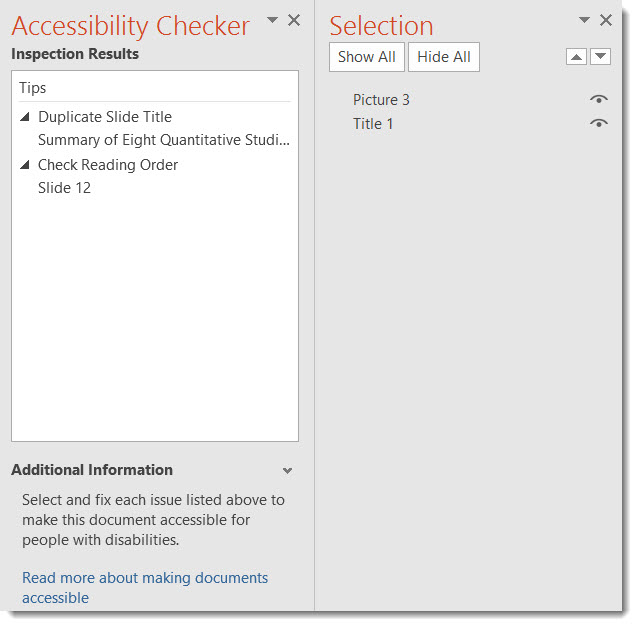 Accessibility Checker
Inspection Results
Tips
Duplicate Slide Title
Summary of Eight Quantitative Studi...
Check Reading Order
Slide 12
Additional Information
Select and fix each issue listed above to
make this document accessible for
people with disabilities.
Read more about making documents
accessible
Selection
Show All
Hide All
Picture 3
Title 1